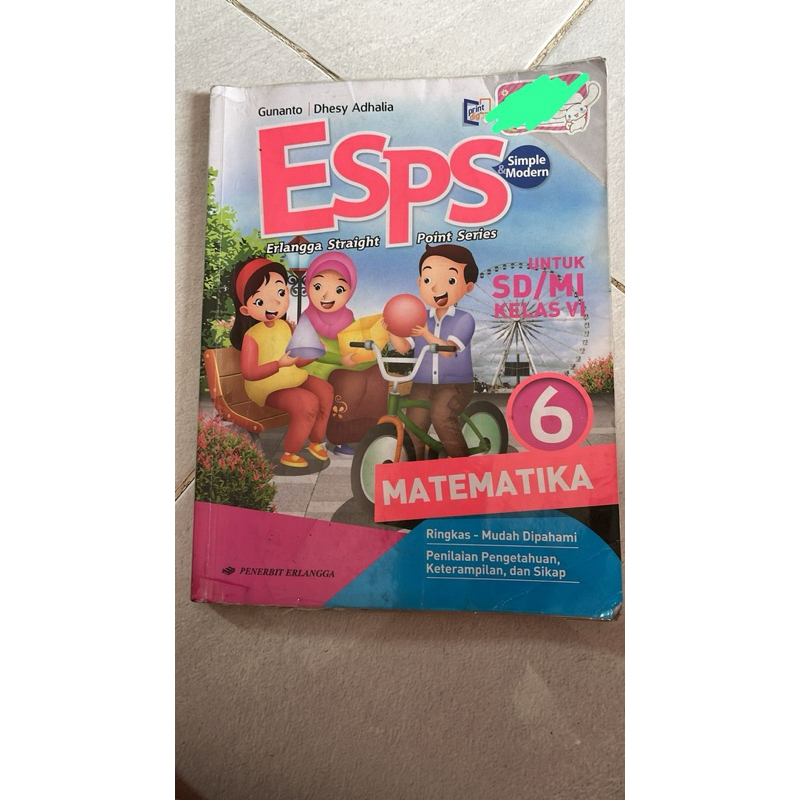 Gunanto | Dhesy Adhalia
print
ESPS
Simple
& Modern
Erlangga Straight Point Series
UNTUK
SD/MI
KELAS VI
6
MATEMATIKA
Ringkas - Mudah Dipahami
Penilaian Pengetahuan,
Keterampilan, dan Sikap
PENERBIT ERLANGGA